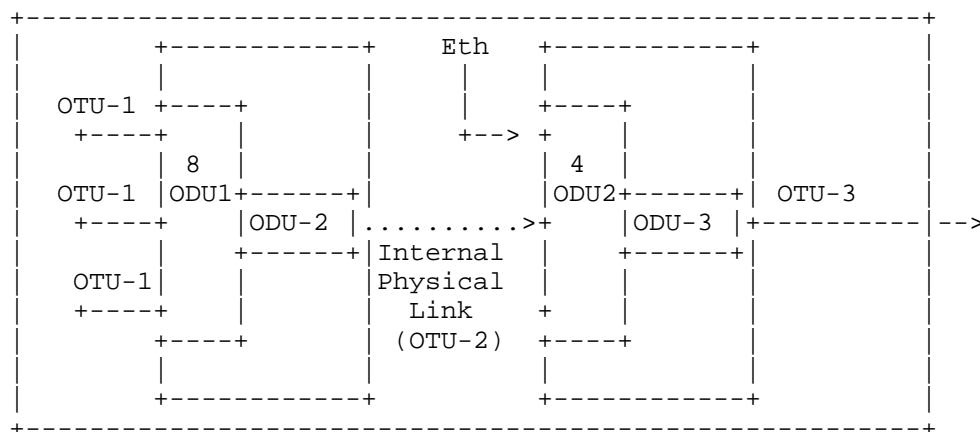 Eth
OTU-1
8 4
OTU-1 ODU1 ODU2 OTU-3
ODU-2 ODU-3
Internal
OTU-1 Physical
Link
(OTU-2)